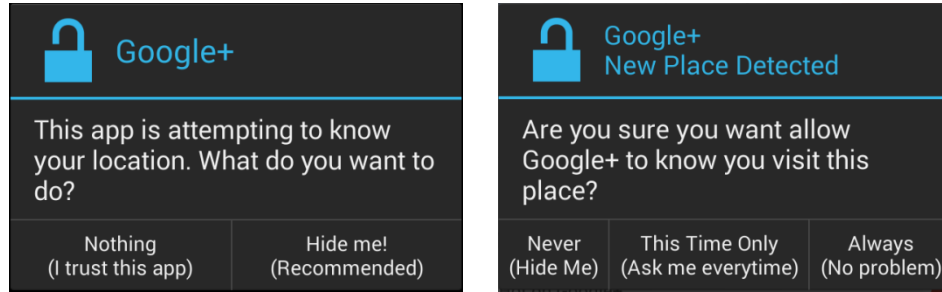 Google+
This app is attempting to know
your location. What do you want to
do?
Nothing
(I trust this app)
Hide me!
(Recommended)
Google+
New Place Detected
Are you sure you want allow
Google+ to know you visit this
place?
Never
(Hide Me)
This Time Only
(Ask me everytime)
Always
(No problem)